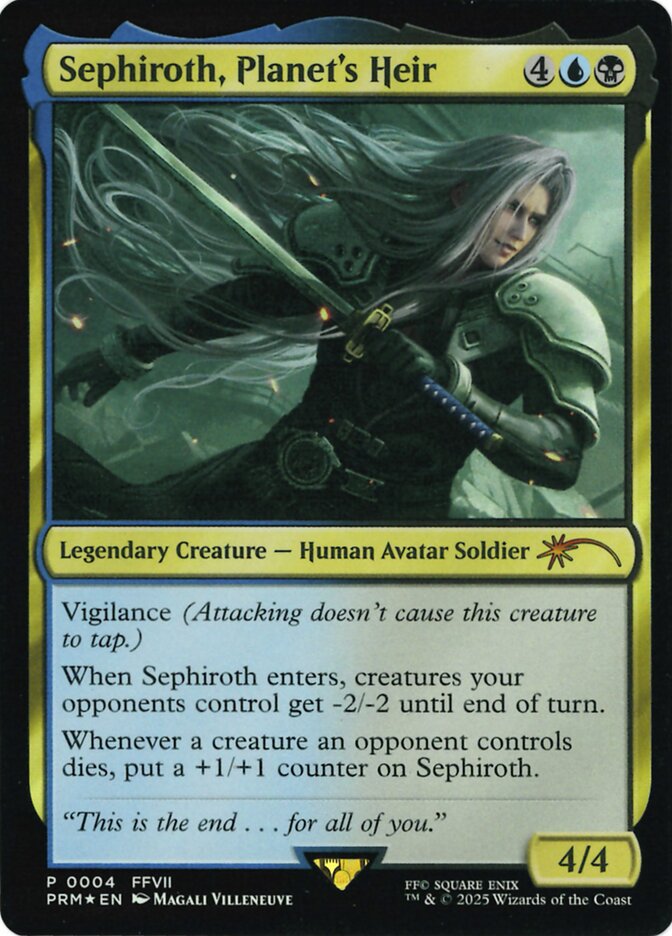 Sephiroth, Planet's Heir 4
Legendary Creature — Human Avatar Soldier
Vigilance (Attacking doesn't cause this creature
to tap.)
When Sephiroth enters, creatures your
opponents control get -2/-2 until end of turn.
Whenever a creature an opponent controls
dies, put a +1/+1 counter on Sephiroth.
"This is the end . . . for all of you."
4/4
P 0004 FFVII
PRM★EN Magali Villeneuve
FF© SQUARE ENIX
™ & © 2025 Wizards of the Coast